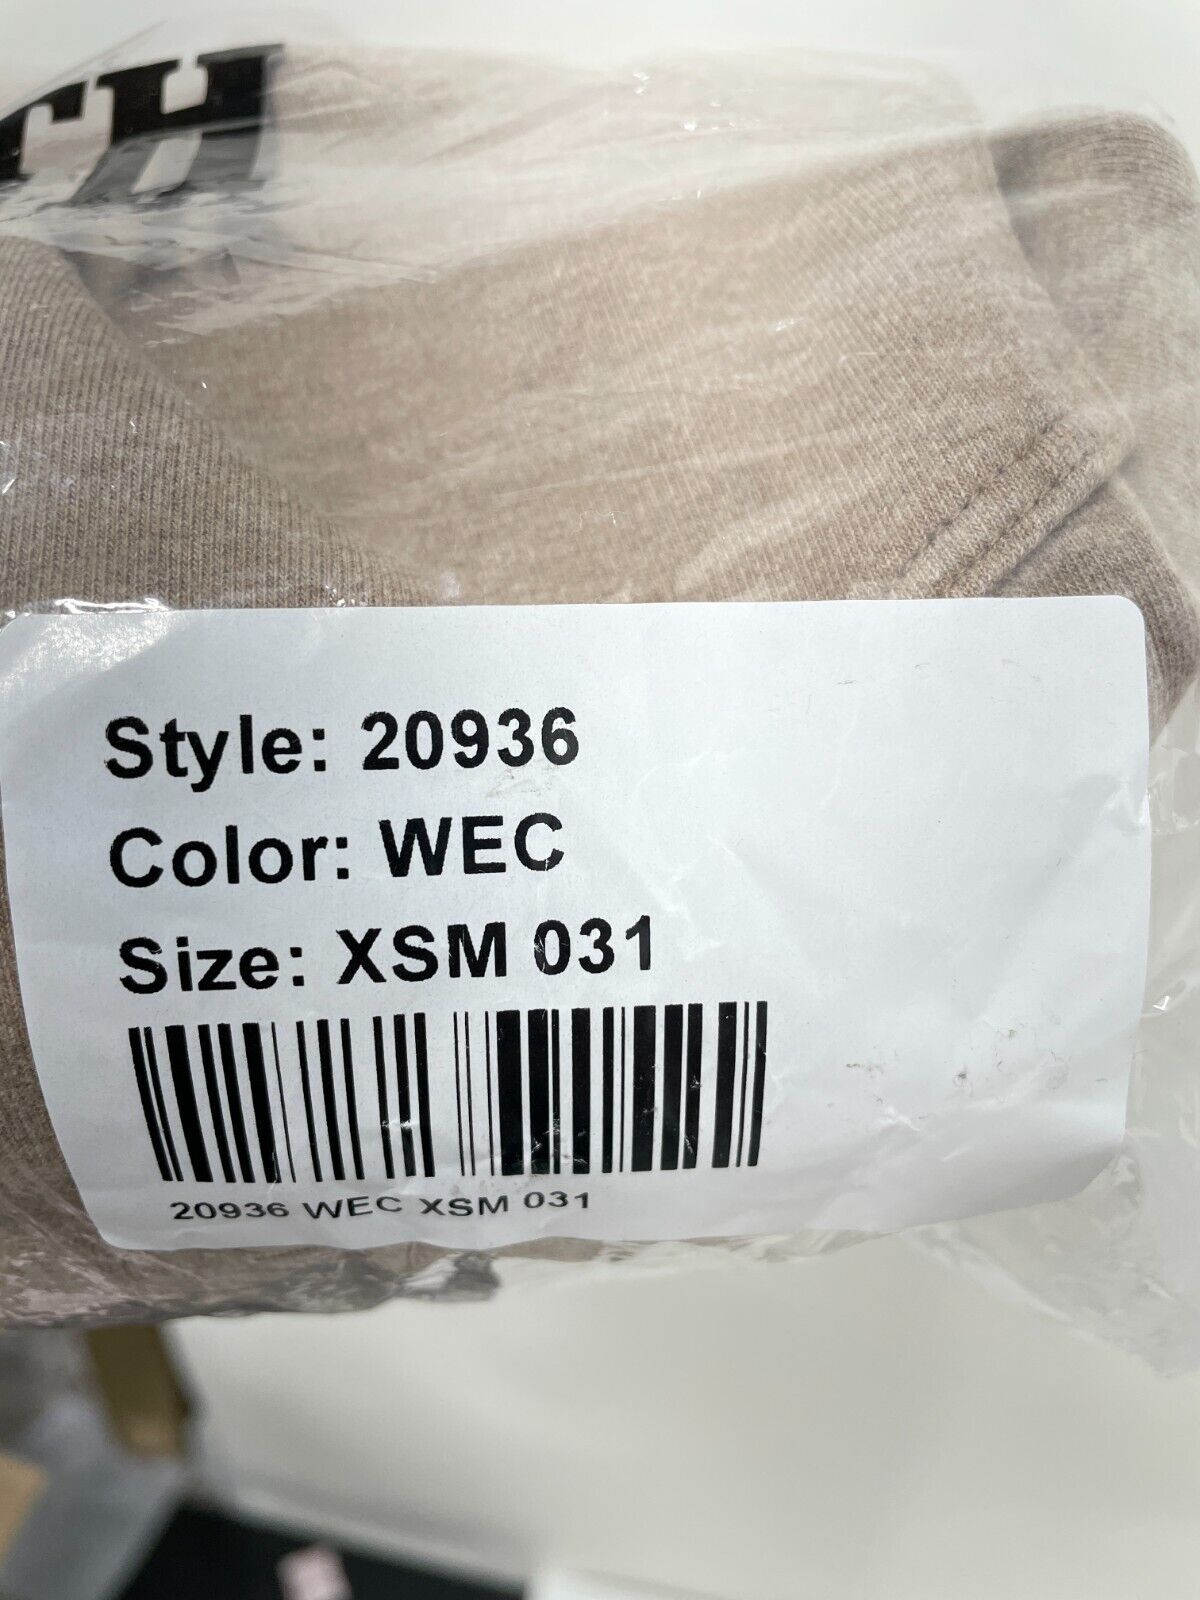 TH
Style: 20936
Color: WEC
Size: XSM 031
20936 WEC XSM 031